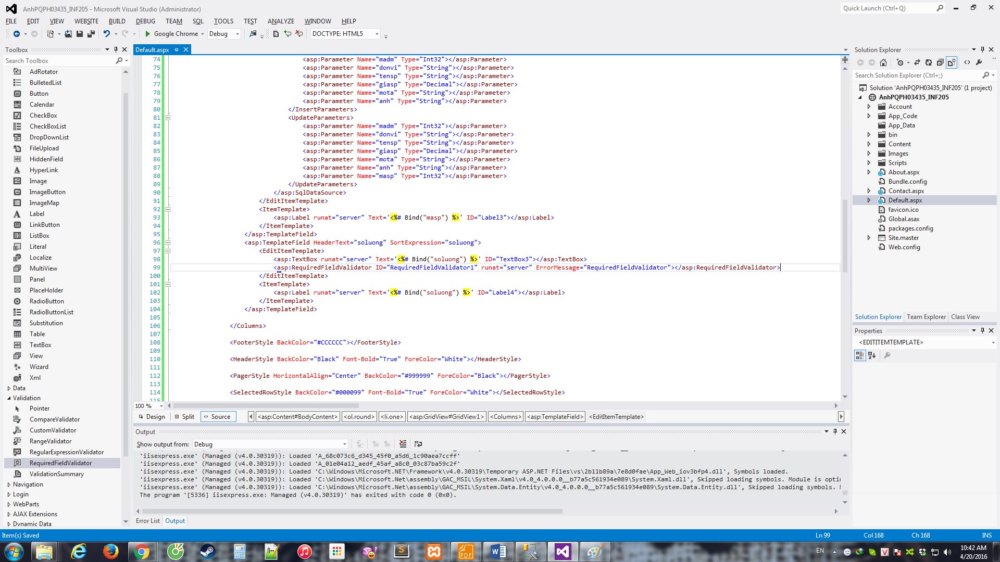 AnhPQPH03435_INF205 - Microsoft Visual Studio (Administrator)
Quick Launch (Ctrl+Q)
FILE EDIT VIEW WEBSITE BUILD DEBUG TEAM SQL TOOLS TEST ANALYZE WINDOW HELP
Google Chrome Debug DOCTYPE: HTML5
Toolbox
Search Toolbox
AdRotator
BulletedList
Button
Calendar
CheckBox
CheckBoxList
DropDownList
FileUpload
HiddenField
HyperLink
Image
ImageButton
ImageMap
Label
LinkButton
ListBox
Literal
Localize
MultiView
Panel
PlaceHolder
RadioButton
RadioButtonList
Substitution
Table
TextBox
View
Wizard
Xml
Data
Validation
Pointer
CompareValidator
CustomValidator
RangeValidator
RegularExpressionValidator
RequiredFieldValidator
ValidationSummary
Navigation
Login
WebParts
AJAX Extensions
Dynamic Data
Default.aspx
74 <asp:Parameter Name="madm" Type="Int32"></asp:Parameter>
75 <asp:Parameter Name="donvi" Type="String"></asp:Parameter>
76 <asp:Parameter Name="tensp" Type="String"></asp:Parameter>
77 <asp:Parameter Name="giasp" Type="Decimal"></asp:Parameter>
78 <asp:Parameter Name="mota" Type="String"></asp:Parameter>
79 <asp:Parameter Name="anh" Type="String"></asp:Parameter>
80 </InsertParameters>
81 <UpdateParameters>
82 <asp:Parameter Name="madm" Type="Int32"></asp:Parameter>
83 <asp:Parameter Name="donvi" Type="String"></asp:Parameter>
84 <asp:Parameter Name="tensp" Type="String"></asp:Parameter>
85 <asp:Parameter Name="giasp" Type="Decimal"></asp:Parameter>
86 <asp:Parameter Name="mota" Type="String"></asp:Parameter>
87 <asp:Parameter Name="anh" Type="String"></asp:Parameter>
88 <asp:Parameter Name="masp" Type="Int32"></asp:Parameter>
89 </UpdateParameters>
90 </asp:SqlDataSource>
91 </EditItemTemplate>
92 <ItemTemplate>
93 <asp:Label runat="server" Text='<%# Bind("masp") %>' ID="Label3"></asp:Label>
94 </ItemTemplate>
95 </asp:TemplateField>
96 <asp:TemplateField HeaderText="soluong" SortExpression="soluong">
97 <EditItemTemplate>
98 <asp:TextBox runat="server" Text='<%# Bind("soluong") %>' ID="TextBox3"></asp:TextBox>
99 <asp:RequiredFieldValidator ID="RequiredFieldValidator1" runat="server" ErrorMessage="RequiredFieldValidator"></asp:RequiredFieldValidator>
100 </EditItemTemplate>
101 <ItemTemplate>
102 <asp:Label runat="server" Text='<%# Bind("soluong") %>' ID="Label4"></asp:Label>
103 </ItemTemplate>
104 </asp:TemplateField>
105
106 </Columns>
107
108 <FooterStyle BackColor="#CCCCCC"></FooterStyle>
109
110 <HeaderStyle BackColor="Black" Font-Bold="True" ForeColor="White"></HeaderStyle>
111
112 <PagerStyle HorizontalAlign="Center" BackColor="#999999" ForeColor="Black"></PagerStyle>
113
114 <SelectedRowStyle BackColor="#000099" Font-Bold="True" ForeColor="White"></SelectedRowStyle>
115
100 %
Design Split Source <asp:Content#BodyContent> <ol.round> <li.one> <asp:GridView#GridView1> <Columns> <asp:TemplateField> <EditItemTemplate>
Output
Show output from: Debug
'iisexpress.exe' (Managed (v4.0.30319)): Loaded 'A_68c073c6_d345_45f0_a5d6_1c90aea7ccff'
'iisexpress.exe' (Managed (v4.0.30319)): Loaded 'A_01e04a12_aedf_45af_a8c0_03c87ba59c2f'
'iisexpress.exe' (Managed (v4.0.30319)): Loaded 'C:\Windows\Microsoft.NET\Framework\v4.0.30319\Temporary ASP.NET Files\vs\2b11b89a\7e8d0fae\App_Web_iov3bfp4.dll', Symbols loaded.
'iisexpress.exe' (Managed (v4.0.30319)): Loaded 'C:\Windows\Microsoft.Net\assembly\GAC_MSIL\System.Xaml\v4.0_4.0.0.0__b77a5c561934e089\System.Xaml.dll', Skipped loading symbols. Module is opti
'iisexpress.exe' (Managed (v4.0.30319)): Loaded 'C:\Windows\Microsoft.Net\assembly\GAC_MSIL\System.Data.Entity\v4.0_4.0.0.0__b77a5c561934e089\System.Data.Entity.dll', Skipped loading symbols.
The program '[5336] iisexpress.exe: Managed (v4.0.30319)' has exited with code 0 (0x0).
Error List Output
Solution Explorer
Search Solution Explorer (Ctrl+;)
Solution 'AnhPQPH03435_INF205' (1 project)
AnhPQPH03435_INF205
Account
App_Code
App_Data
bin
Content
Images
Scripts
About.aspx
Bundle.config
Contact.aspx
Default.aspx
favicon.ico
Global.asax
packages.config
Site.master
Web.config
Solution Explorer Team Explorer Class View
Properties
<EDITITEMTEMPLATE>
Item(s) Saved Ln 99 Col 168 Ch 168 INS
PDF
EN
10:42 AM
4/20/2016